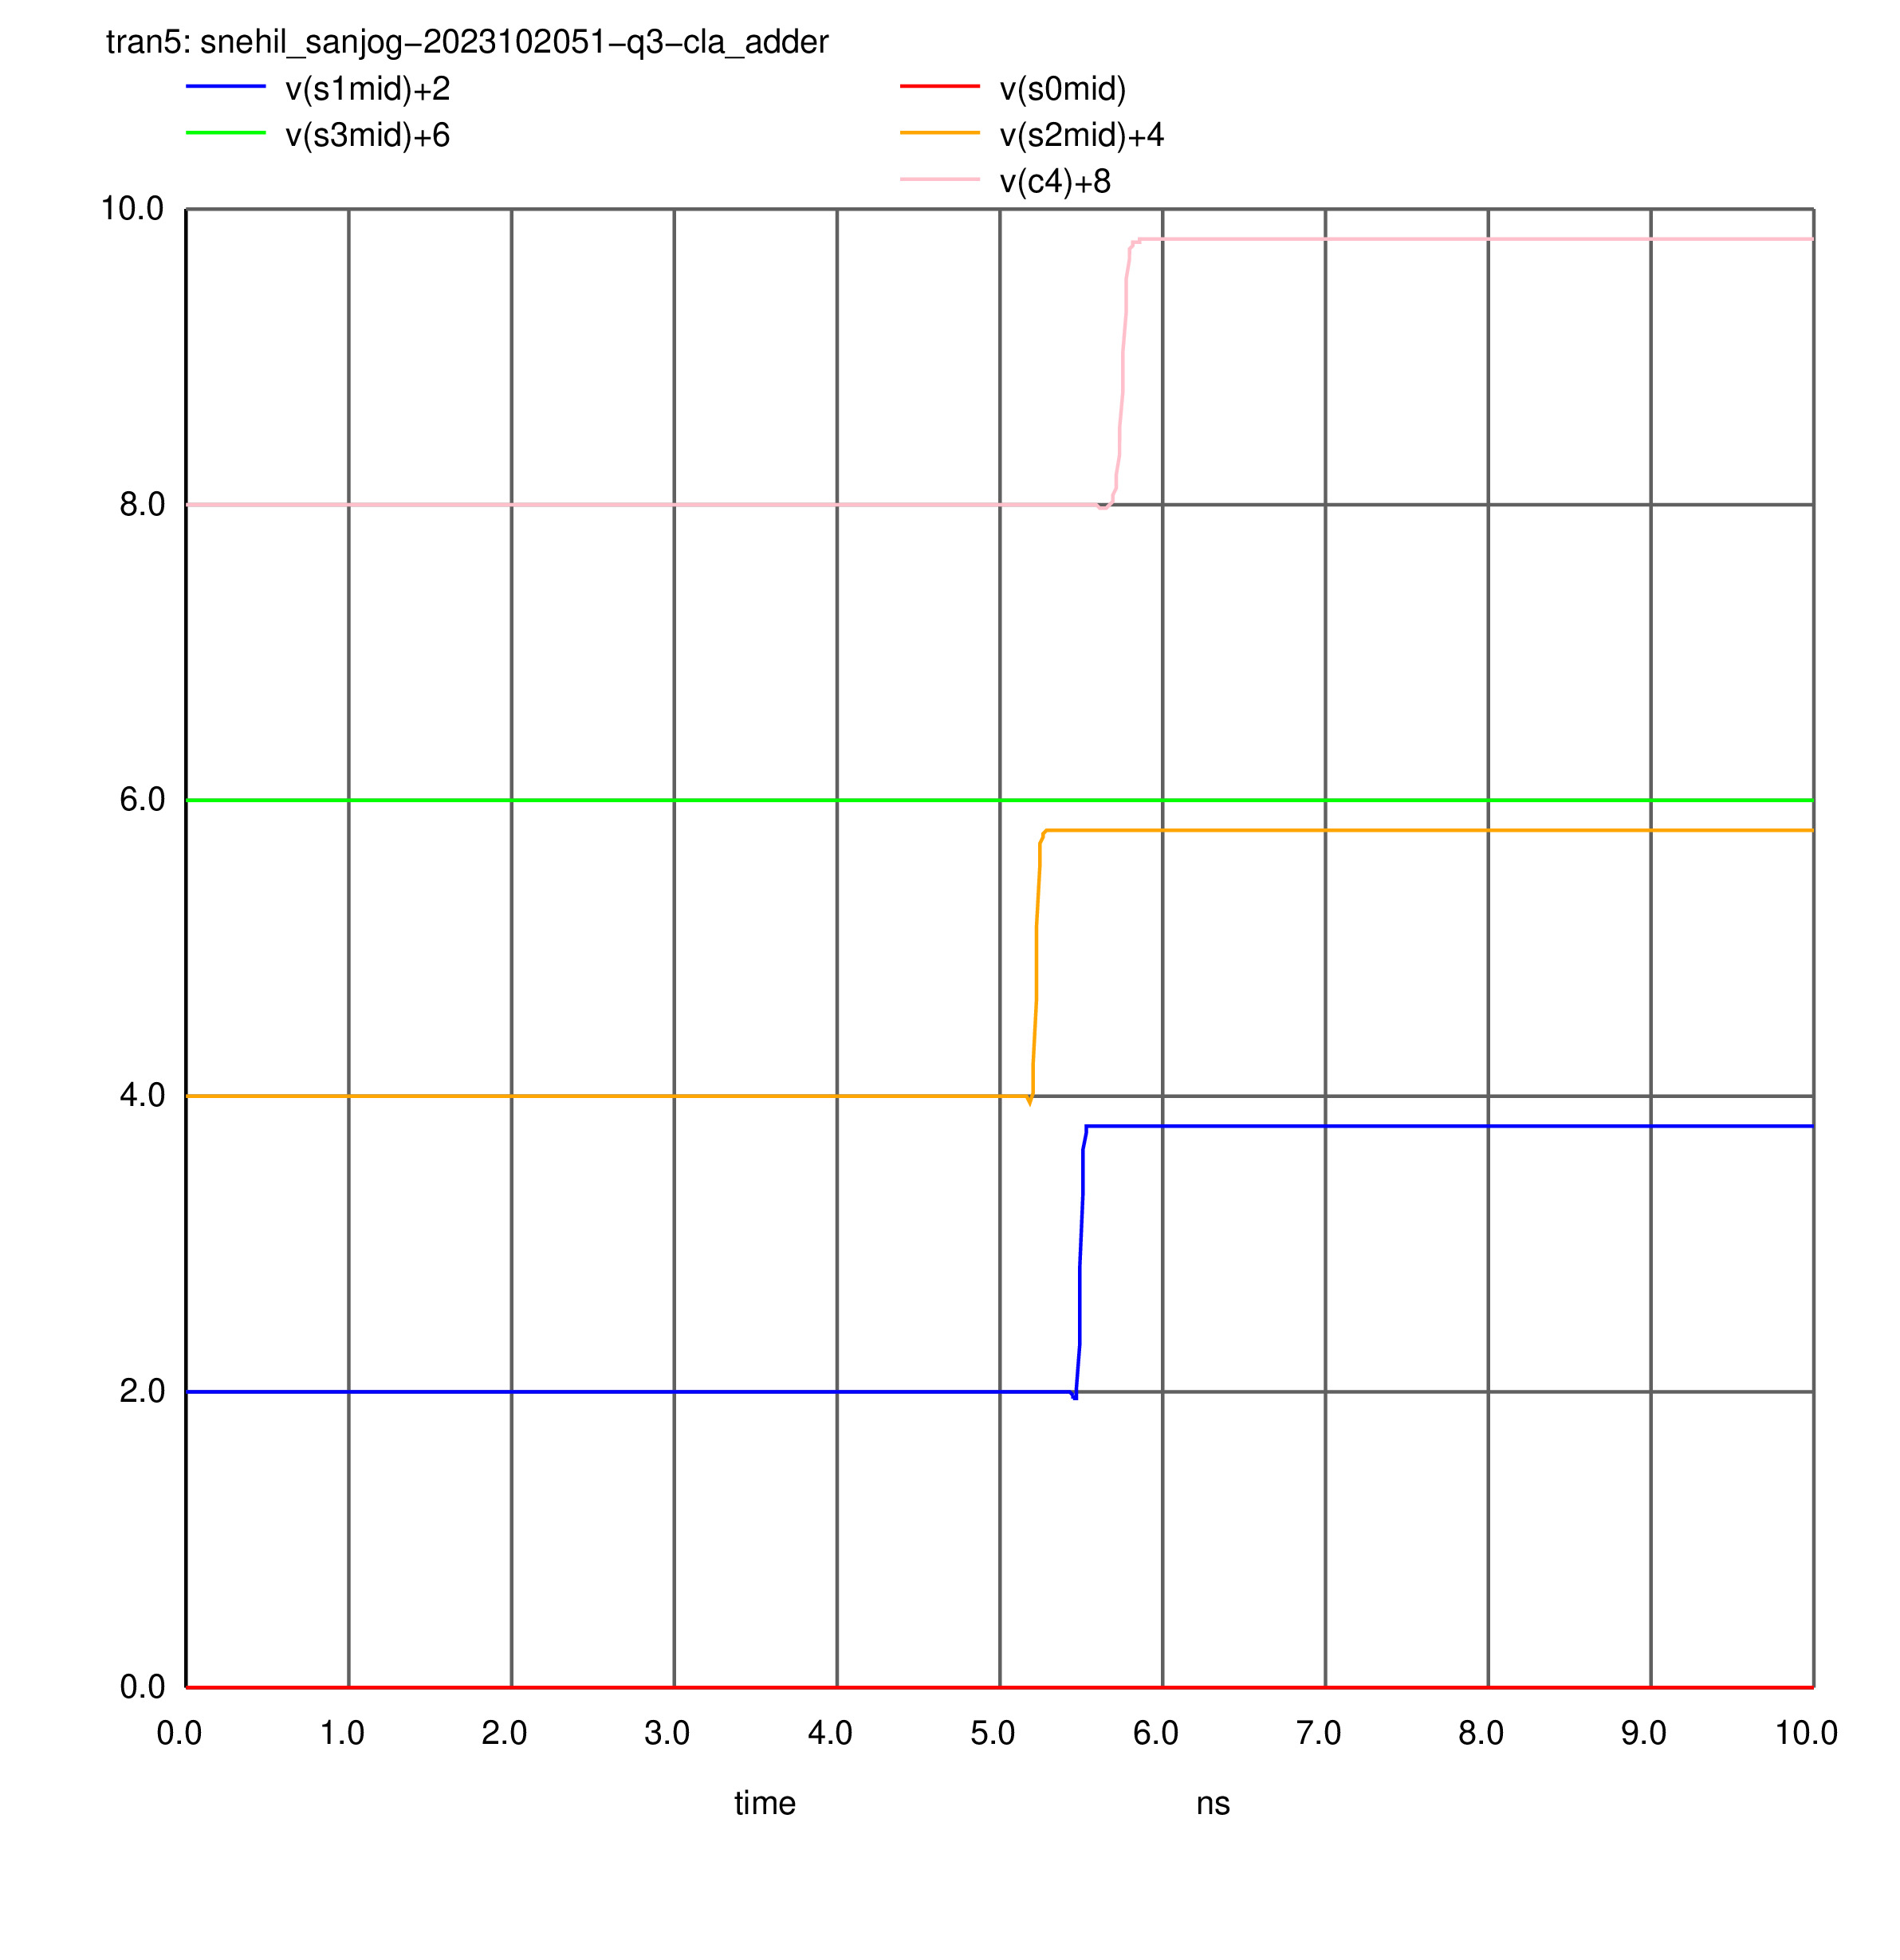 tran5: snehil_sanjog−2023102051−q3−cla_adder
v(s1mid)+2 v(s0mid)
v(s3mid)+6 v(s2mid)+4
v(c4)+8
10.0
8.0
6.0
4.0
2.0
0.0
0.0 1.0 2.0 3.0 4.0 5.0 6.0 7.0 8.0 9.0 10.0
time ns